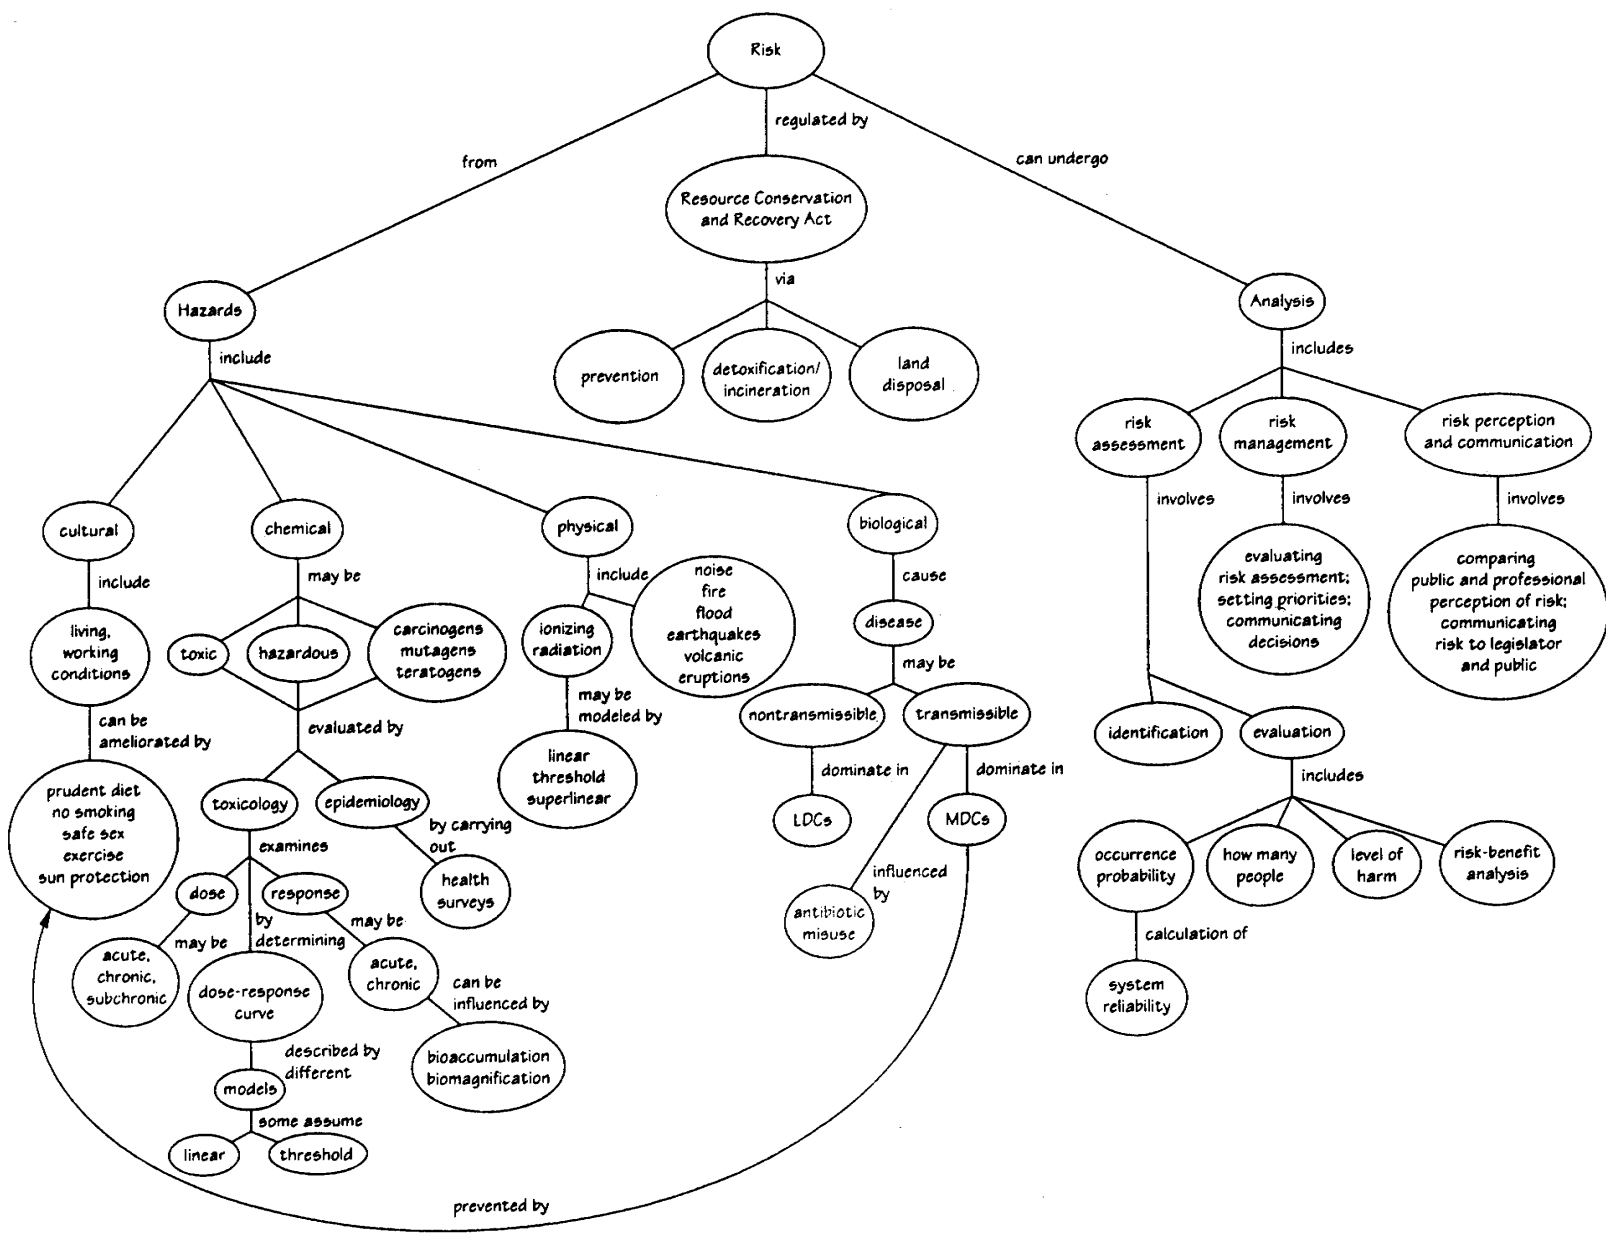 Risk
regulated by
from
can undergo
Resource Conservation
and Recovery Act
via
Hazards
Analysis
include
includes
prevention
detoxification/
incineration
land
disposal
risk
assessment
risk
management
risk perception
and communication
involves
involves
involves
cultural
chemical
physical
biological
include
may be
include
cause
noise
fire
flood
earthquakes
volcanic
eruptions
evaluating
risk assessment;
setting priorities;
communicating
decisions
comparing
public and professional
perception of risk;
communicating
risk to legislator
and public
living,
working
conditions
toxic
hazardous
carcinogens
mutagens
teratogens
ionizing
radiation
disease
may be
can be
ameliorated by
evaluated by
may be
modeled by
nontransmissible
transmissible
identification
evaluation
includes
linear
threshold
superlinear
dominate in
dominate in
prudent diet
no smoking
safe sex
exercise
sun protection
toxicology
epidemiology
LDCs
MDCs
by carrying
out
examines
health
surveys
occurrence
probability
how many
people
level of
harm
risk-benefit
analysis
dose
response
influenced
by
antibiotic
misuse
may be
by
determining
may be
calculation of
acute,
chronic,
subchronic
dose-response
curve
acute,
chronic
can be
influenced by
system
reliability
described by
different
bioaccumulation
biomagnification
models
some assume
linear
threshold
prevented by